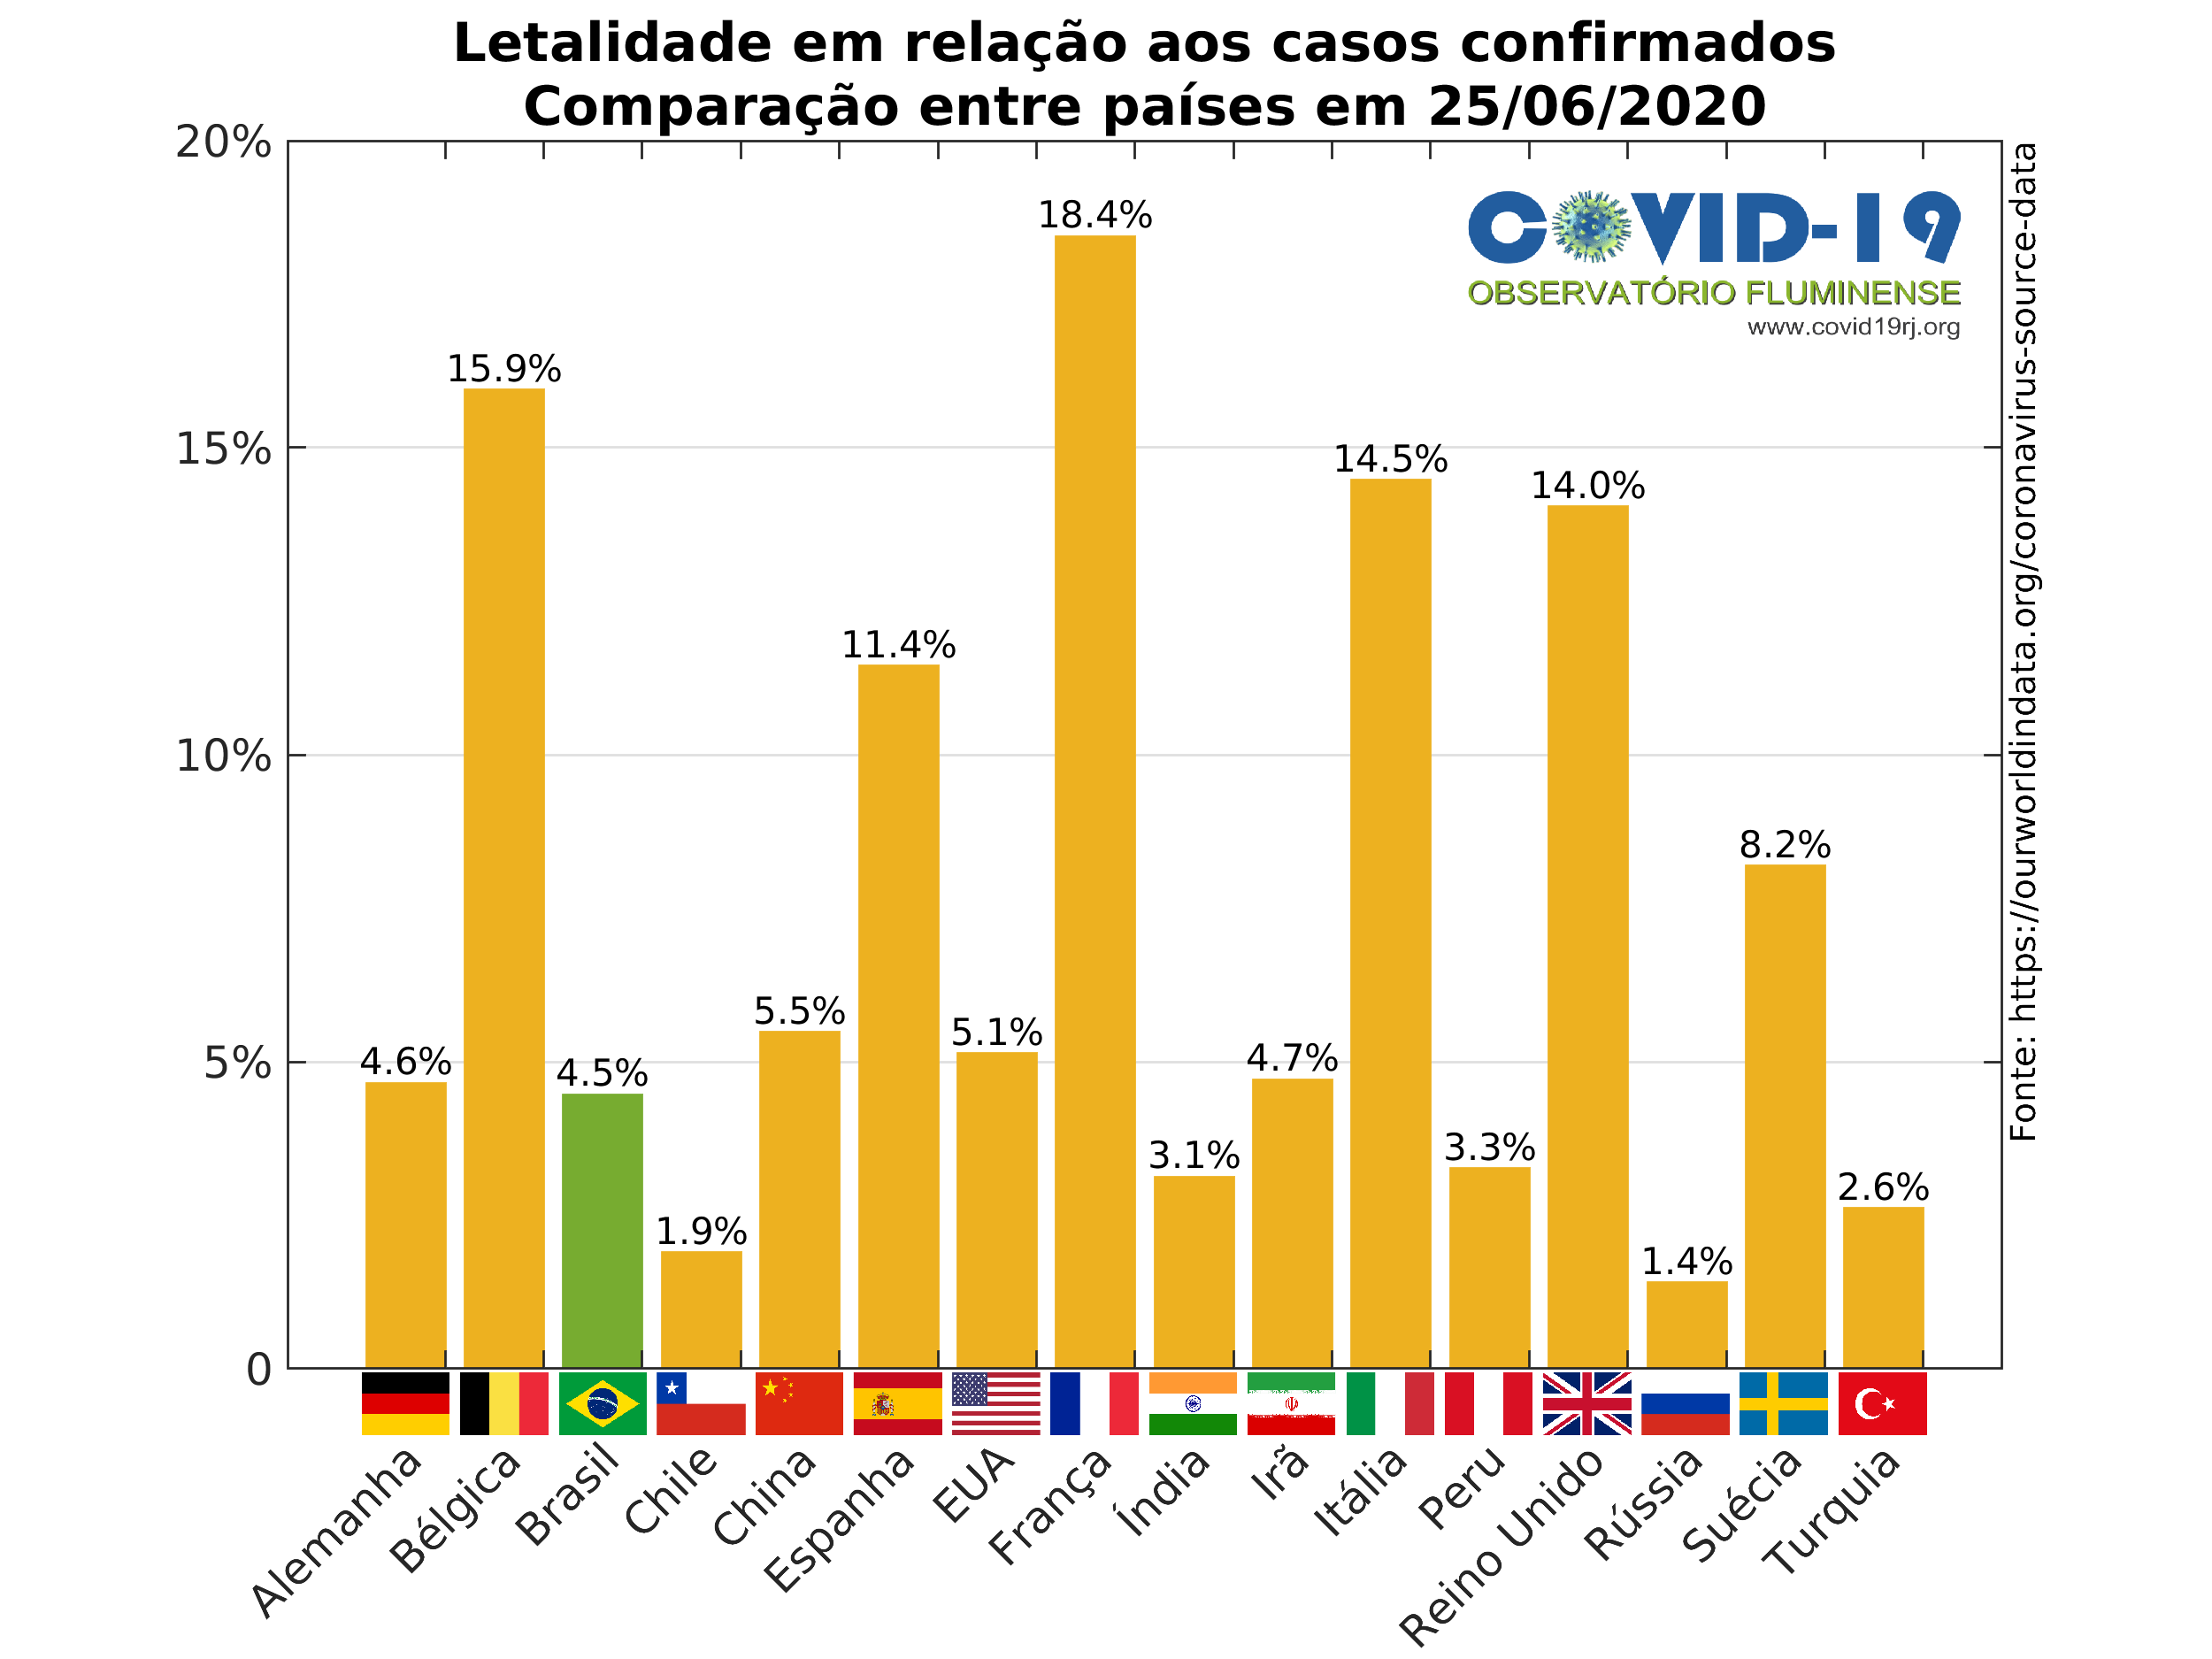 Letalidade em relação aos casos confirmados
Comparação entre países em 25/06/2020
20%
15%
10%
5%
0
4.6%
15.9%
4.5%
1.9%
5.5%
11.4%
5.1%
18.4%
3.1%
4.7%
14.5%
3.3%
14.0%
1.4%
8.2%
2.6%
COVID-19
OBSERVATÓRIO FLUMINENSE
www.covid19rj.org
Fonte: https://ourworldindata.org/coronavirus-source-data
Alemanha
Bélgica
Brasil
Chile
China
Espanha
EUA
França
Índia
Irã
Itália
Peru
Reino Unido
Rússia
Suécia
Turquia